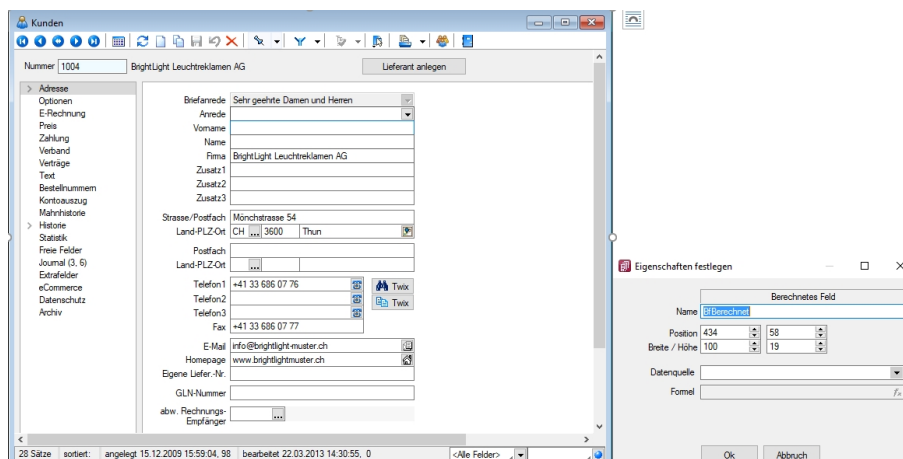 Kunden
Nummer 1004 BrightLight Leuchtreklamen AG Lieferant anlegen
Adresse
Optionen
E-Rechnung
Preis
Zahlung
Verband
Verträge
Text
Bestellnummern
Kontoauszug
Mahnhistorie
Historie
Statistik
Freie Felder
Journal (3, 6)
Extrafelder
eCommerce
Datenschutz
Archiv
Briefanrede Sehr geehrte Damen und Herren
Anrede
Vorname
Name
Firma BrightLight Leuchtreklamen AG
Zusatz1
Zusatz2
Zusatz3
Strasse/Postfach Mönchstrasse 54
Land-PLZ-Ort CH ... 3600 Thun
Postfach
Land-PLZ-Ort ...
Telefon1 +41 33 686 07 76 Twix
Telefon2 Twix
Telefon3
Fax +41 33 686 07 77
E-Mail info@brightlight-muster.ch
Homepage www.brightlightmuster.ch
Eigene Liefer.-Nr.
GLN-Nummer
abw. Rechnungs-
Empfänger ...
28 Sätze sortiert: angelegt 15.12.2009 15:59:04, 98 bearbeitet 22.03.2013 14:30:55, 0 <Alle Felder>
Eigenschaften festlegen
Berechnetes Feld
Name BfBerechnet
Position 434 58
Breite / Höhe 100 19
Datenquelle
Formel fx
Ok Abbruch